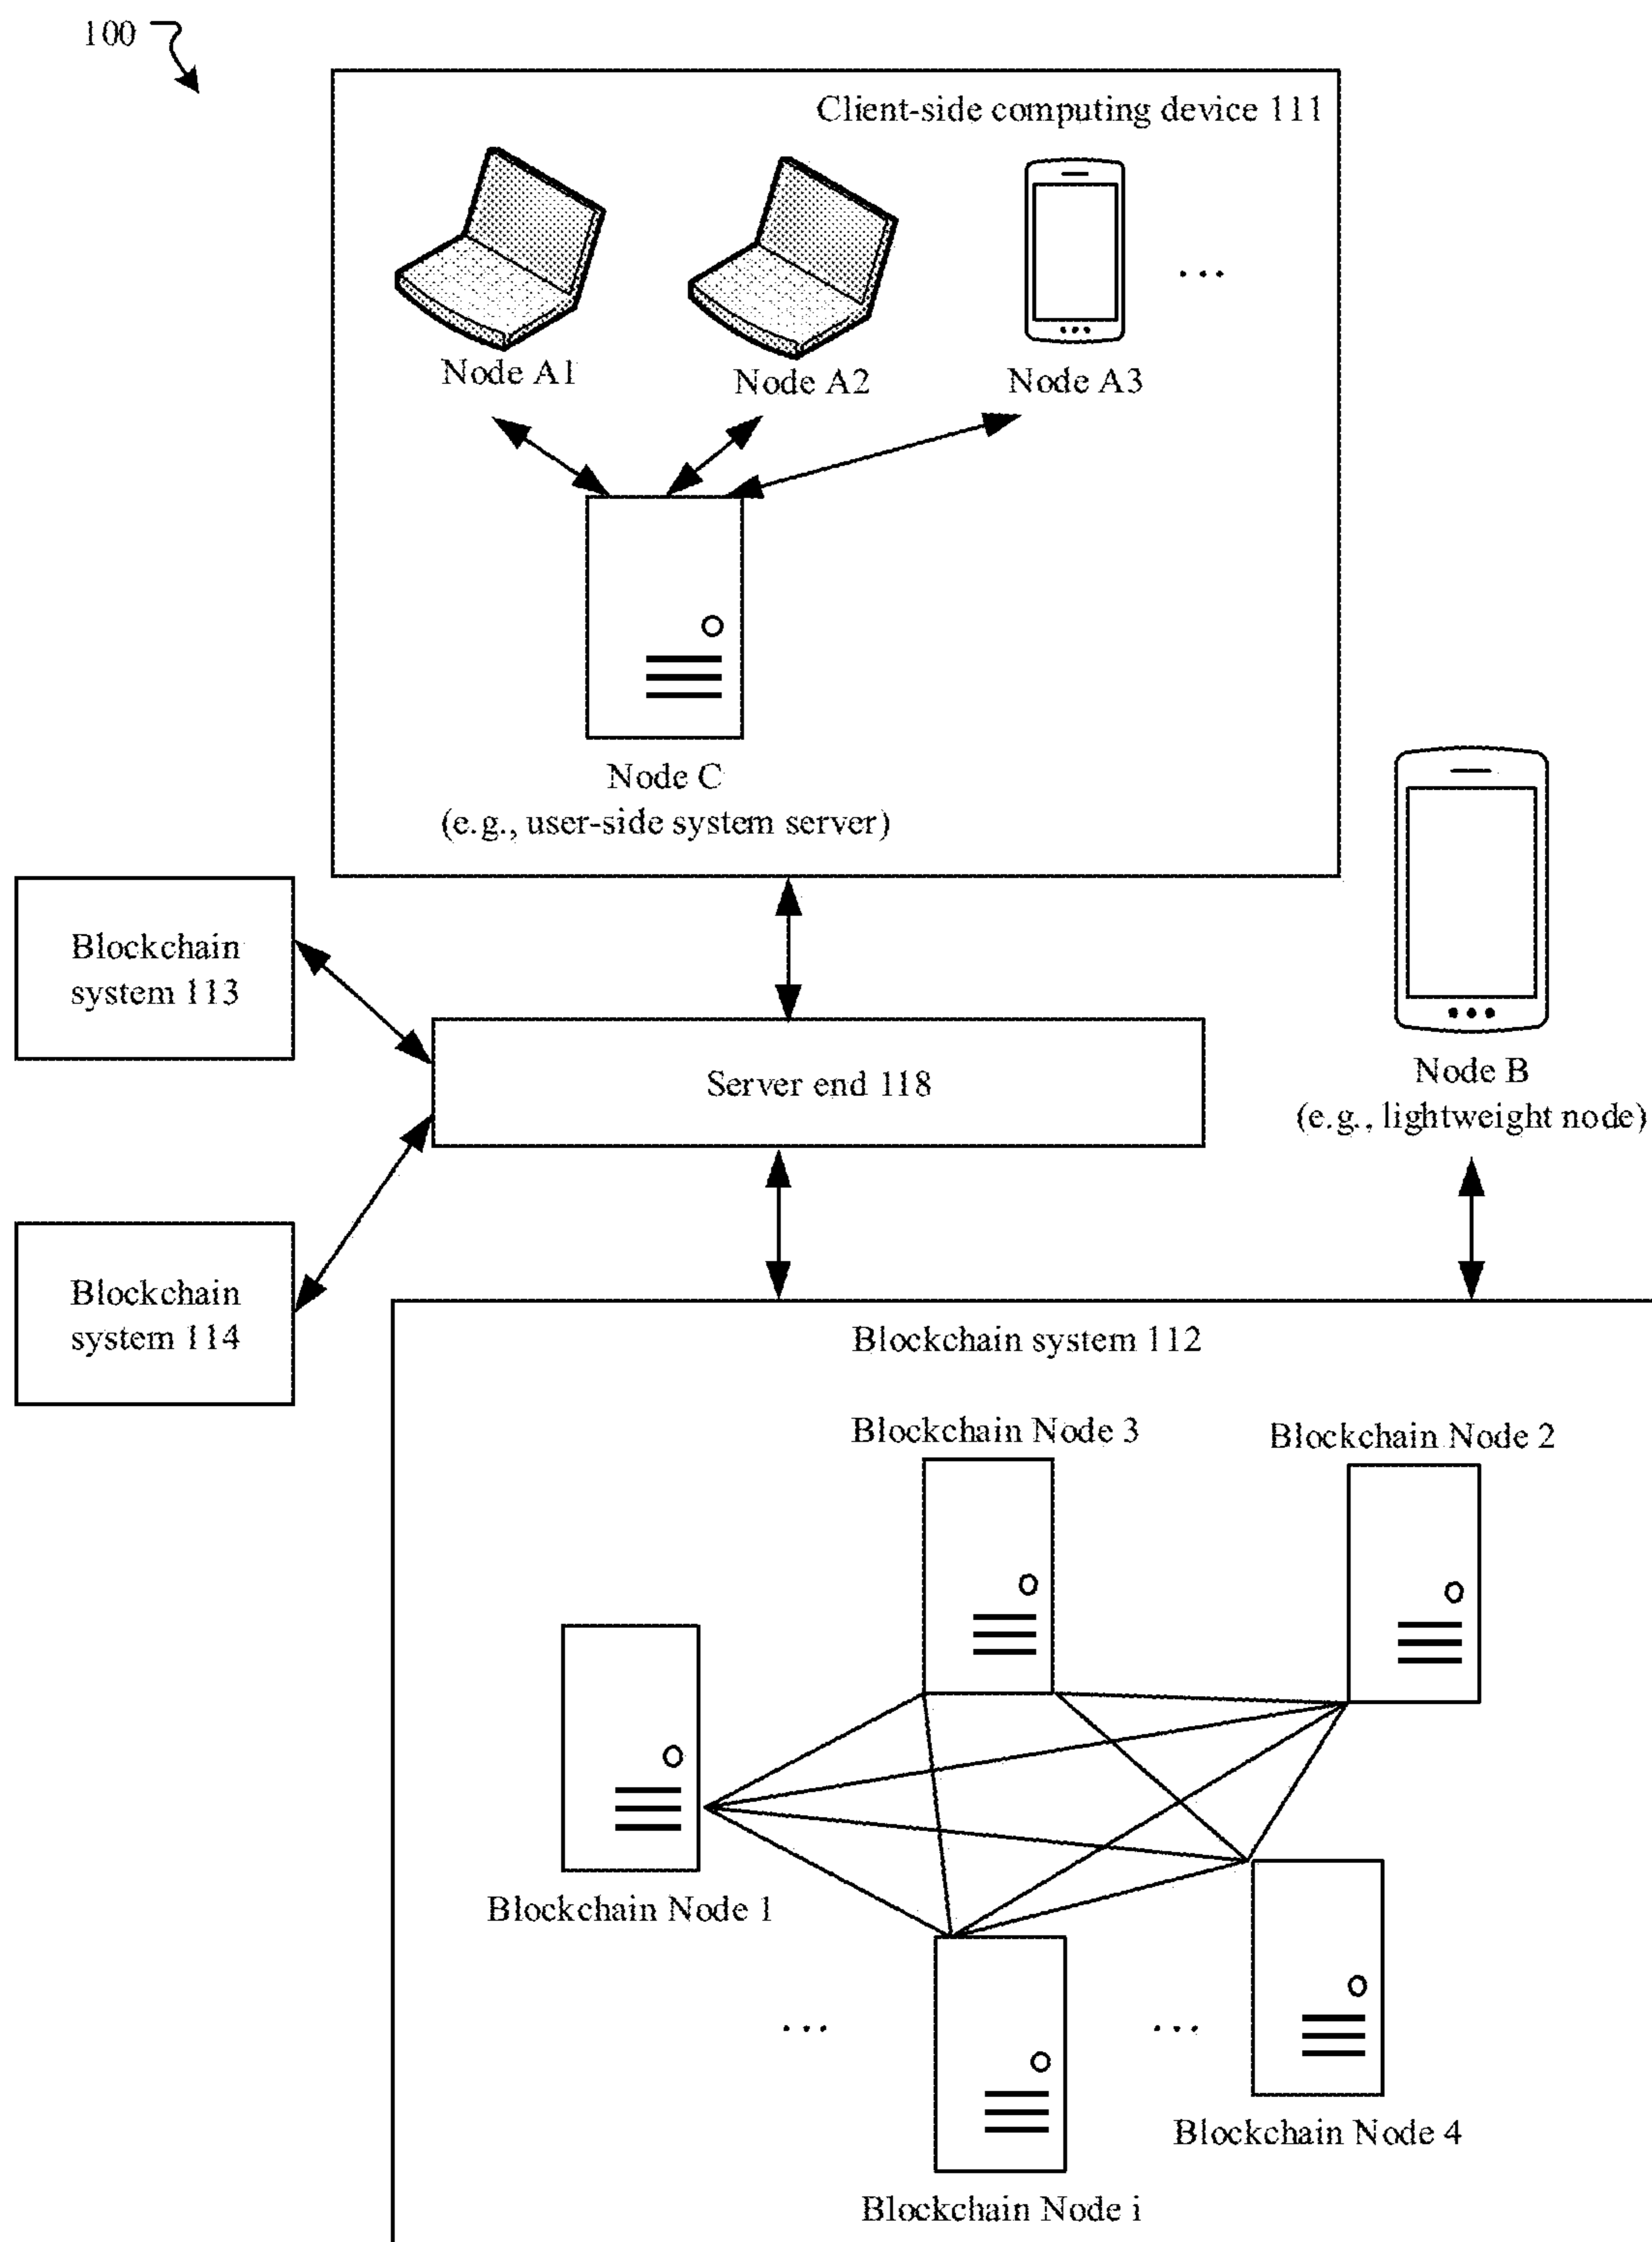 100
Client-side computing device 111
...
Node A1
Node A2
Node A3
Node C
(e.g., user-side system server)
Blockchain
system 113
Server end 118
Node B
(e.g., lightweight node)
Blockchain
system 114
Blockchain system 112
Blockchain Node 3
Blockchain Node 2
Blockchain Node 1
...
...
Blockchain Node 4
Blockchain Node i